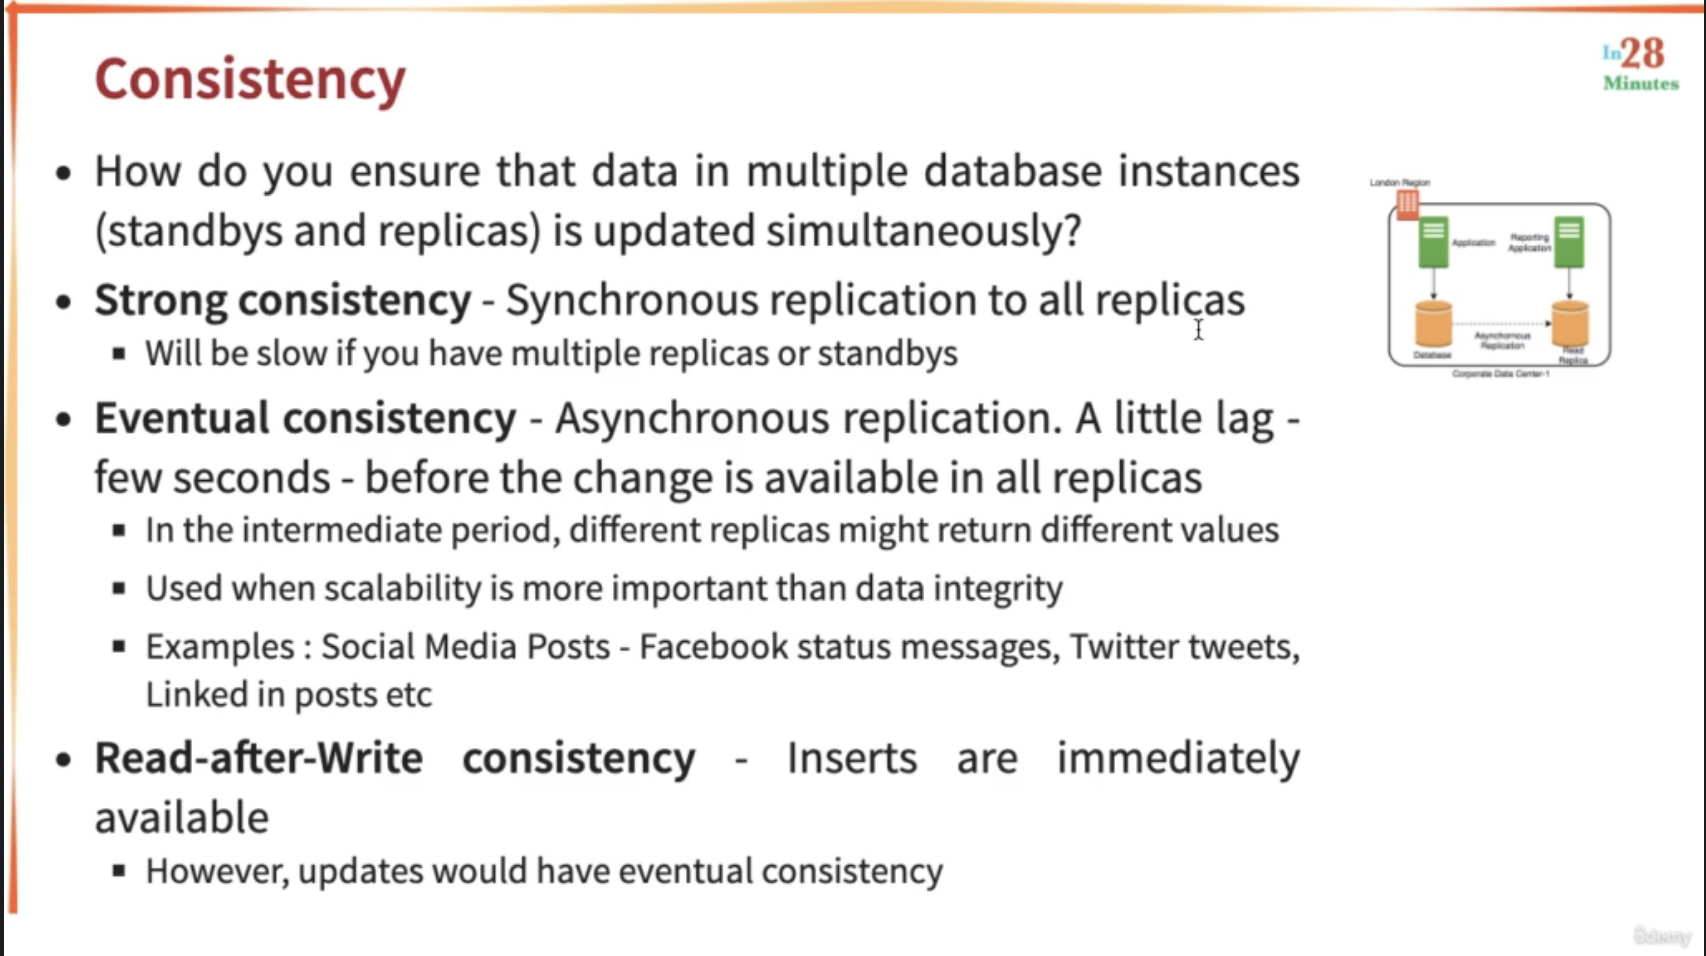 Consistency
In28
Minutes
• How do you ensure that data in multiple database instances
(standbys and replicas) is updated simultaneously?
• Strong consistency - Synchronous replication to all replicas
▪ Will be slow if you have multiple replicas or standbys
• Eventual consistency - Asynchronous replication. A little lag -
few seconds - before the change is available in all replicas
▪ In the intermediate period, different replicas might return different values
▪ Used when scalability is more important than data integrity
▪ Examples : Social Media Posts - Facebook status messages, Twitter tweets,
Linked in posts etc
• Read-after-Write consistency - Inserts are immediately
available
▪ However, updates would have eventual consistency
London Region
Application
Reporting
Application
Asynchornous
Replication
Database
Read
Replica
Corporate Data Center-1
ûdemy